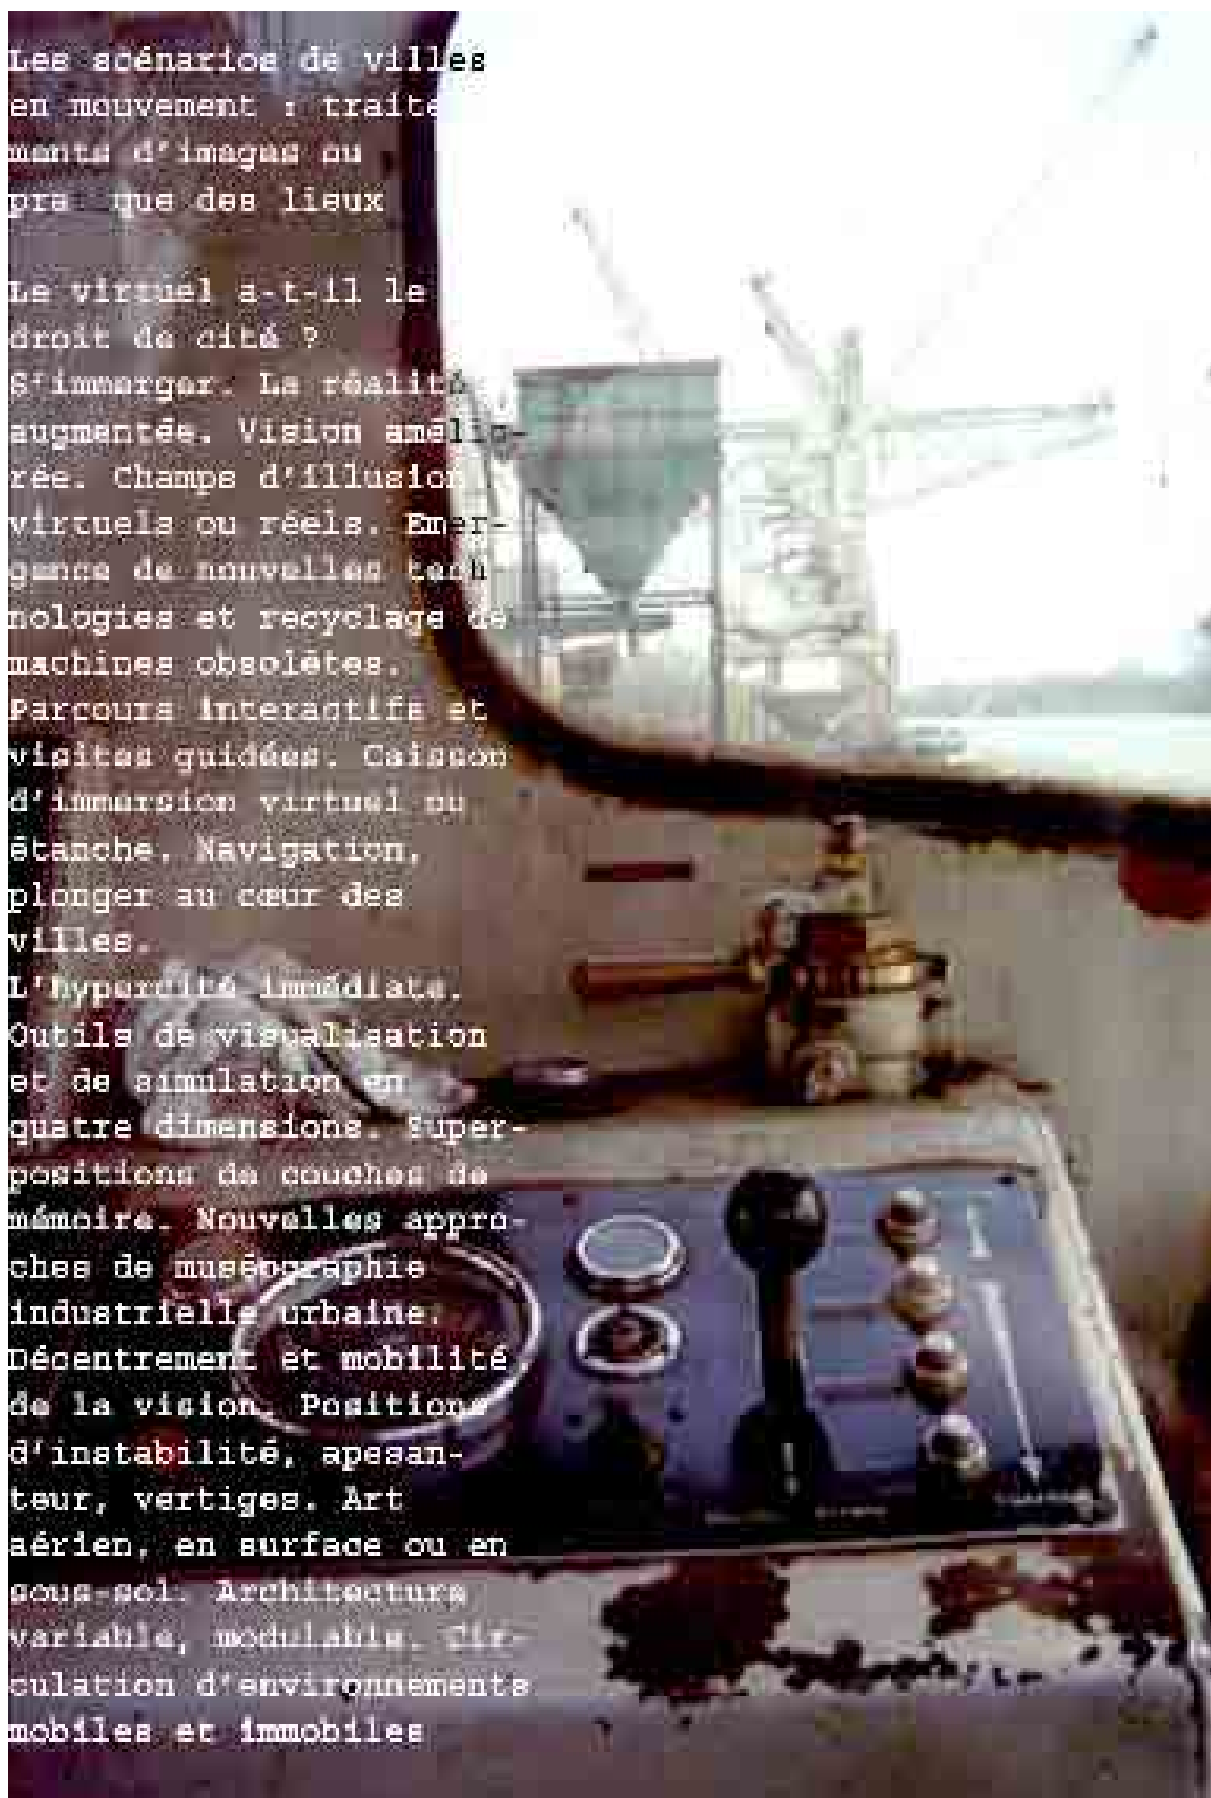 Les scénarios de villes
en mouvement : traite
ments d'images ou
que des lieux
Le virtuel a-t-il le
droit de cité ?
S'immerger. La réalité
augmentée. Vision amélio-
rée. Champs d'illusion
virtuels ou réels. Emer-
gence de nouvelles tech-
nologies et recyclage de
machines obsolètes.
Parcours interactifs et
visites guidées. Caisson
d'immersion virtuel ou
étanche. Navigation,
plonger au cœur des
villes.
L'hypercité immédiate.
Outils de visualisation
et de simulation en
quatre dimensions. Super-
positions de couches de
mémoire. Nouvelles appro-
ches de muséographie
industrielle urbaine.
Décentrement et mobilité
de la vision. Positions
d'instabilité, apesan-
teur, vertiges. Art
aérien, en surface ou en
sous-sol. Architecture
variable, modulable. Cir-
culation d'environnements
mobiles et immobiles